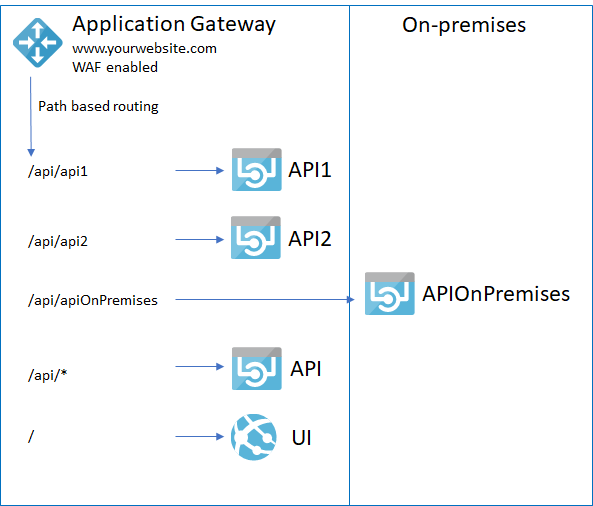 Application Gateway
www.yourwebsite.com
WAF enabled
On-premises
Path based routing
/api/api1
API1
/api/api2
API2
/api/apiOnPremises
APIOnPremises
/api/*
API
/
UI